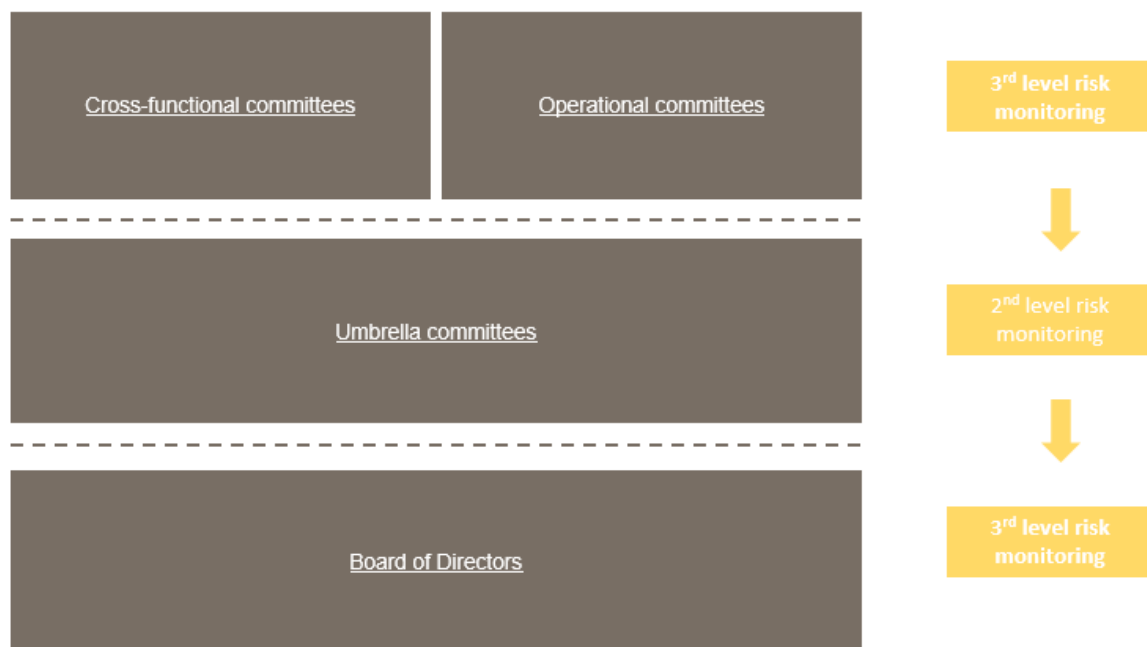 Cross-functional committees
Operational committees
3rd level risk
monitoring
Umbrella committees
2nd level risk
monitoring
Board of Directors
3rd level risk
monitoring